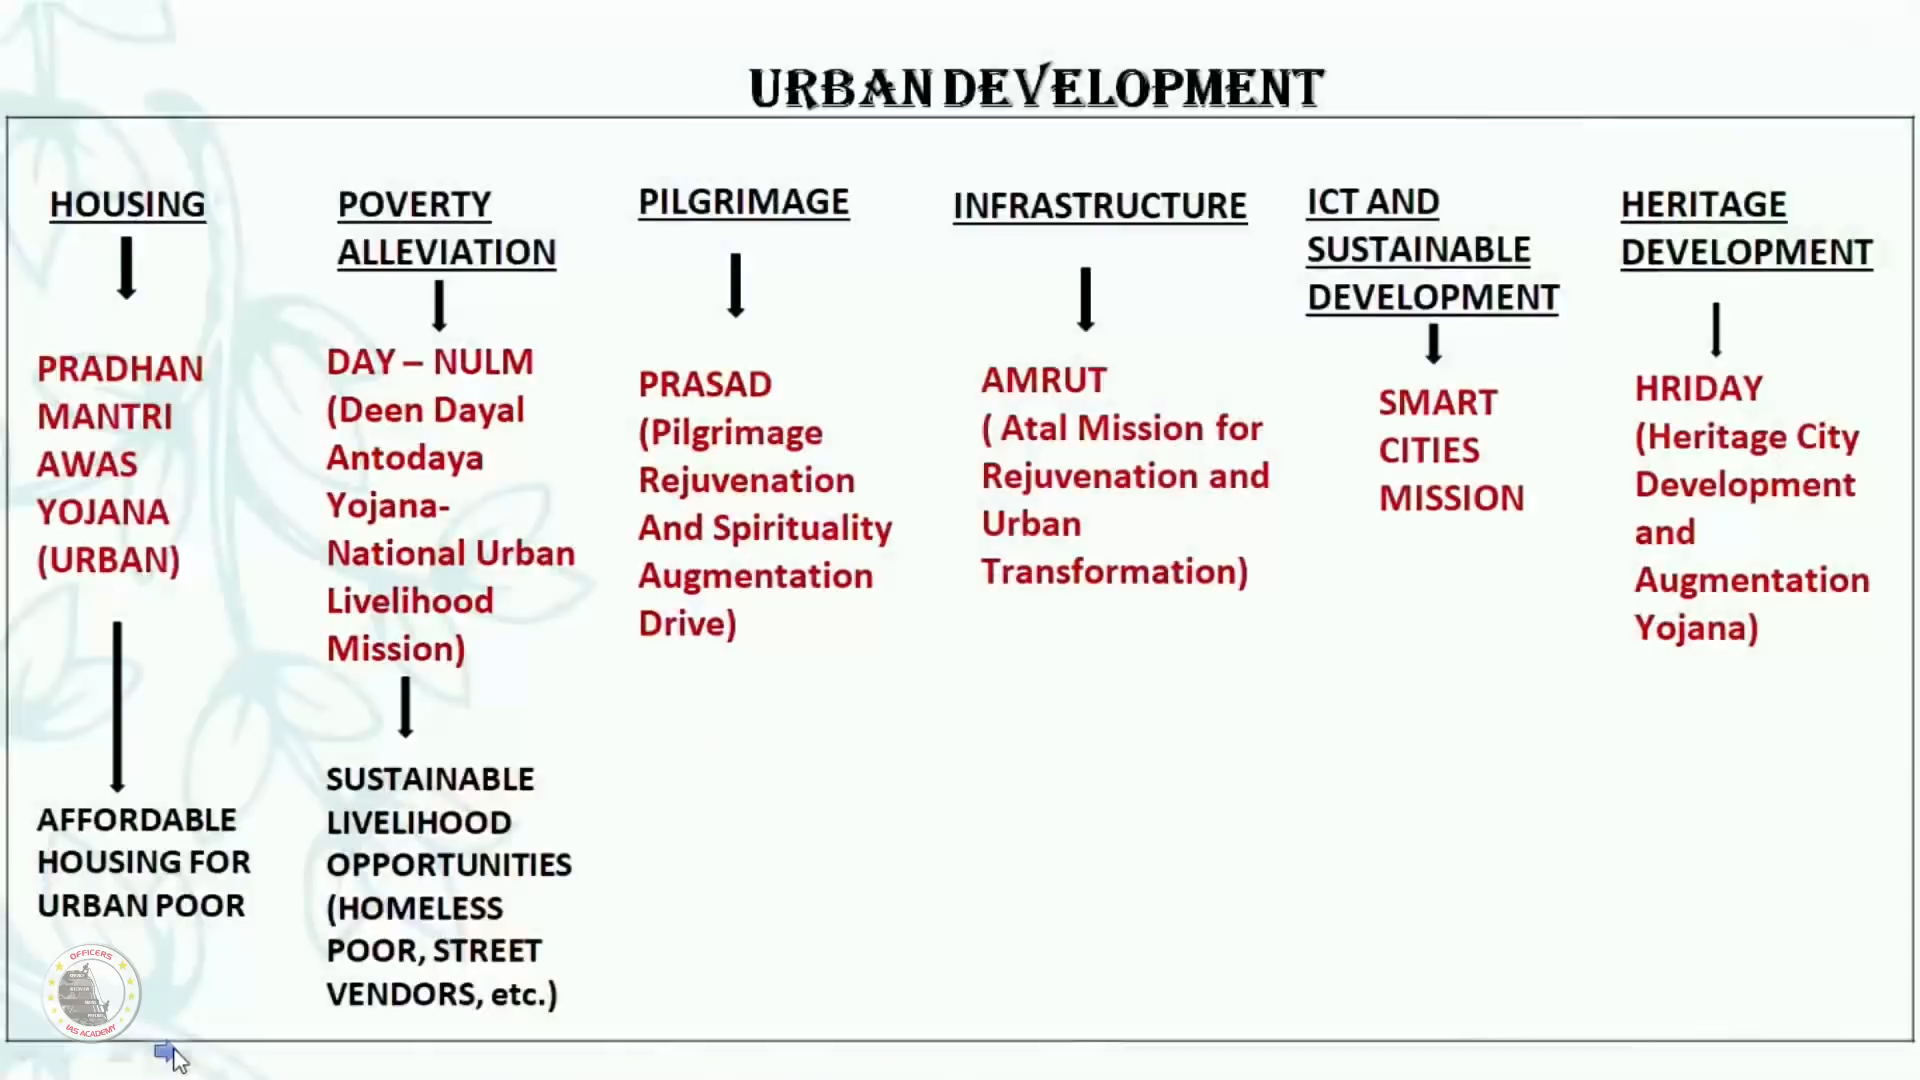 URBAN DEVELOPMENT
HOUSING
PRADHAN
MANTRI
AWAS
YOJANA
(URBAN)
AFFORDABLE
HOUSING FOR
URBAN POOR
POVERTY
ALLEVIATION
DAY – NULM
(Deen Dayal
Antodaya
Yojana-
National Urban
Livelihood
Mission)
SUSTAINABLE
LIVELIHOOD
OPPORTUNITIES
(HOMELESS
POOR, STREET
VENDORS, etc.)
PILGRIMAGE
PRASAD
(Pilgrimage
Rejuvenation
And Spirituality
Augmentation
Drive)
INFRASTRUCTURE
AMRUT
( Atal Mission for
Rejuvenation and
Urban
Transformation)
ICT AND
SUSTAINABLE
DEVELOPMENT
SMART
CITIES
MISSION
HERITAGE
DEVELOPMENT
HRIDAY
(Heritage City
Development
and
Augmentation
Yojana)
OFFICERS
IAS ACADEMY